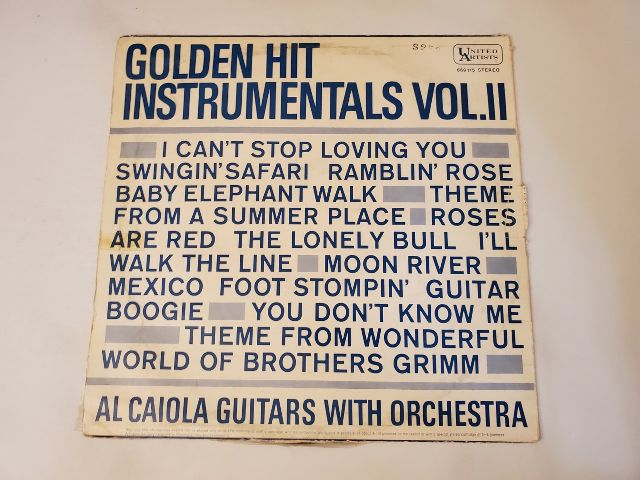 GOLDEN HIT
INSTRUMENTALS VOL.II
UNITED
ARTISTS
STEREO
I CAN'T STOP LOVING YOU
SWINGIN' SAFARI RAMBLIN' ROSE
BABY ELEPHANT WALK THEME
FROM A SUMMER PLACE ROSES
ARE RED THE LONELY BULL I'LL
WALK THE LINE MOON RIVER
MEXICO FOOT STOMPIN' GUITAR
BOOGIE YOU DON'T KNOW ME
THEME FROM WONDERFUL
WORLD OF BROTHERS GRIMM
AL CAIOLA GUITARS WITH ORCHESTRA